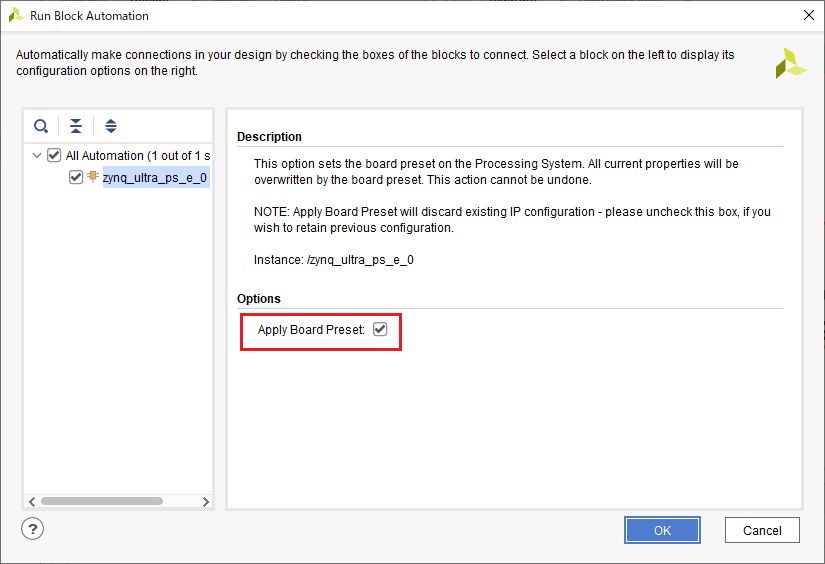 Run Block Automation
Automatically make connections in your design by checking the boxes of the blocks to connect. Select a block on the left to display its
configuration options on the right.
All Automation (1 out of 1 s
zynq_ultra_ps_e_0
Description
This option sets the board preset on the Processing System. All current properties will be
overwritten by the board preset. This action cannot be undone.
NOTE: Apply Board Preset will discard existing IP configuration - please uncheck this box, if you
wish to retain previous configuration.
Instance: /zynq_ultra_ps_e_0
Options
Apply Board Preset:
?
OK
Cancel